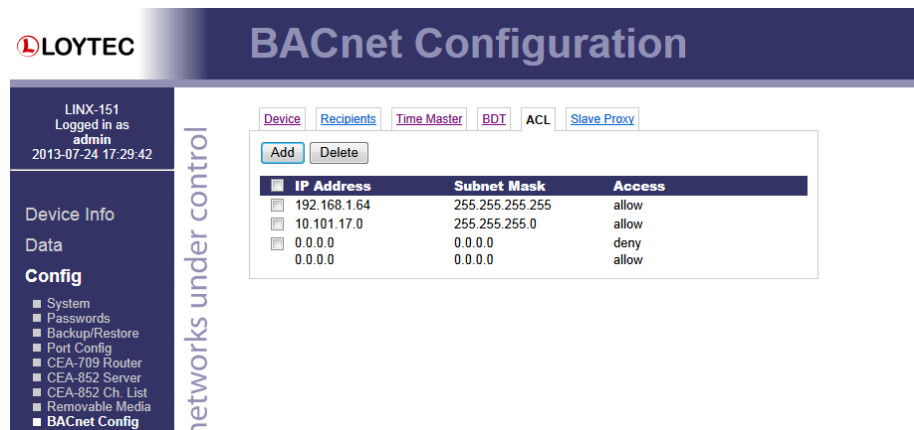 LOYTEC
BACnet Configuration
LINX-151
Logged in as
admin
2013-07-24 17:29:42
Device Info
Data
Config
System
Passwords
Backup/Restore
Port Config
CEA-709 Router
CEA-852 Server
CEA-852 Ch. List
Removable Media
BACnet Config
networks under control
Device Recipients Time Master BDT ACL Slave Proxy
Add Delete
IP Address Subnet Mask Access
192.168.1.64 255.255.255.255 allow
10.101.17.0 255.255.255.0 allow
0.0.0.0 0.0.0.0 deny
0.0.0.0 0.0.0.0 allow